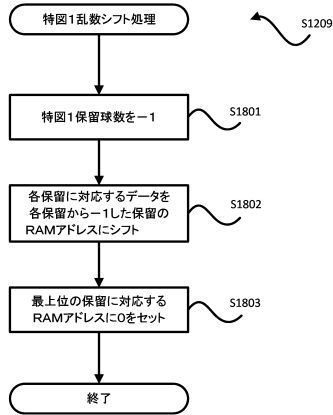 特図１乱数シフト処理
S1209
特図１保留球数を－１
S1801
各保留に対応するデータを
各保留から－１した保留の
ＲＡＭアドレスにシフト
S1802
最上位の保留に対応する
ＲＡＭアドレスに０をセット
S1803
終了